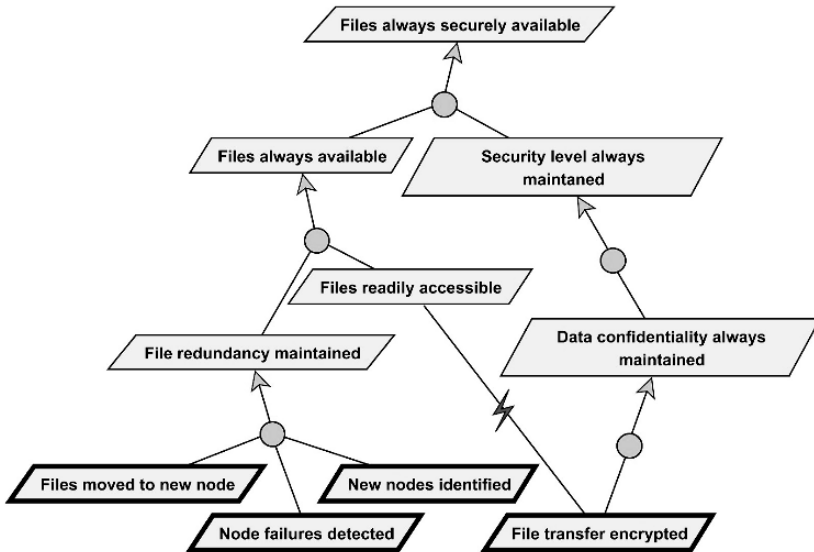 Files always securely available
Files always available
Security level always
maintaned
Files readily accessible
File redundancy maintained
Data confidentiality always
maintained
Files moved to new node
New nodes identified
Node failures detected
File transfer encrypted